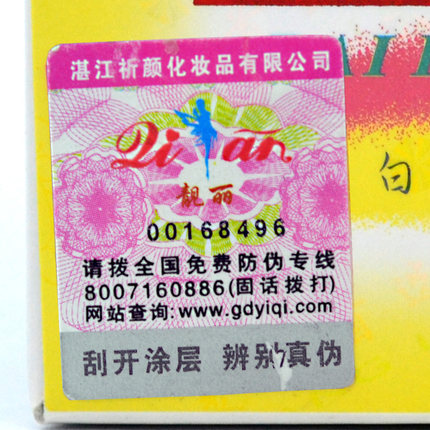 湛江祈颜化妆品有限公司
Qi Yan
靓丽
00168496
请拨全国免费防伪专线
8007160886(固话拨打)
网站查询:www.gdyiqi.com
刮开涂层 辨别真伪
白